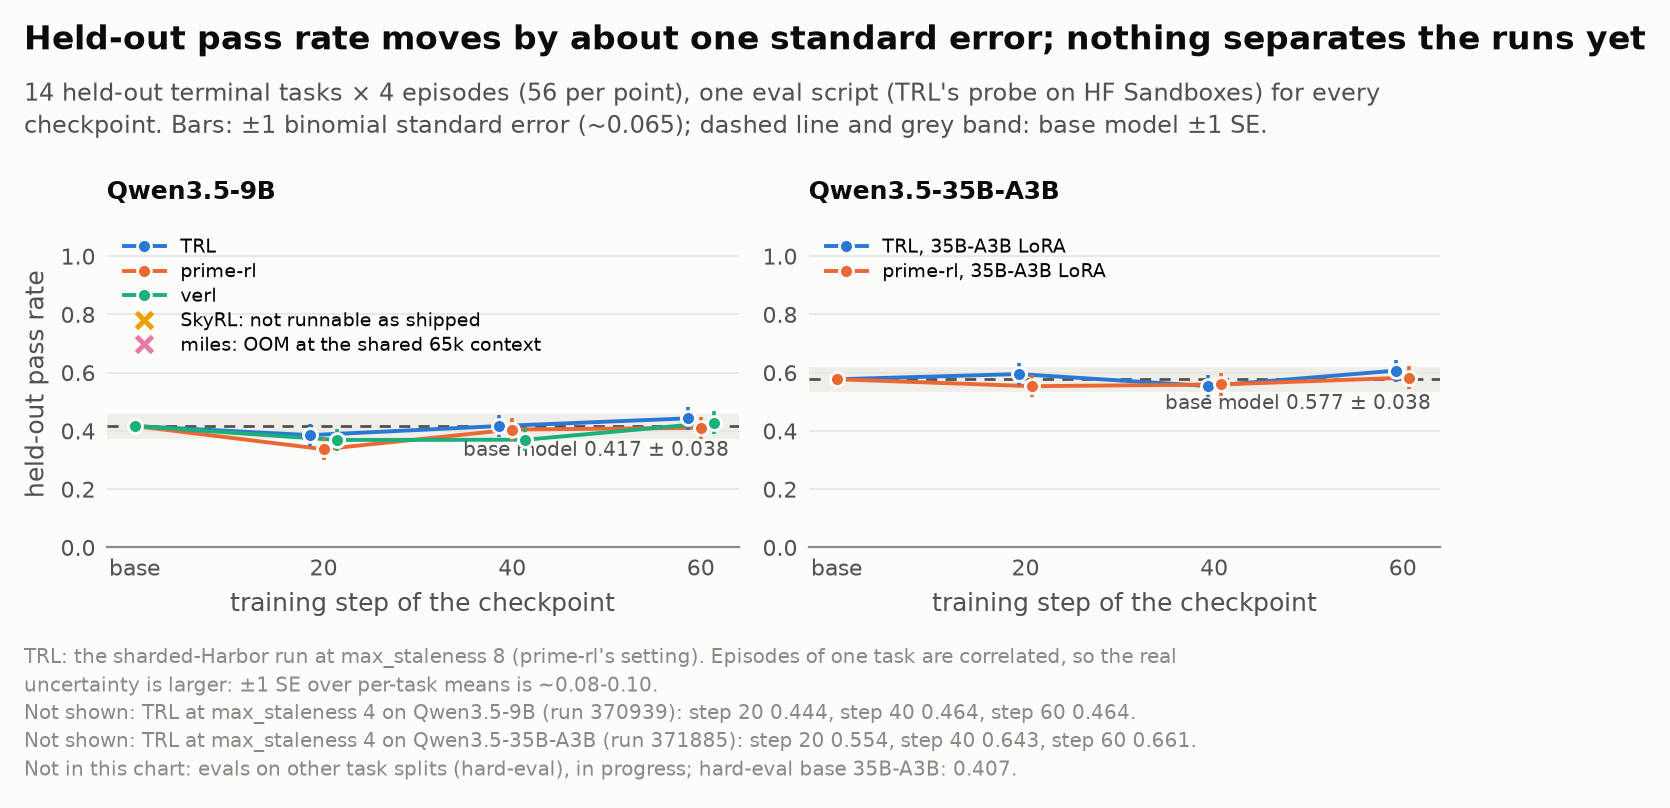 Held-out pass rate moves by about one standard error; nothing separates the runs yet
14 held-out terminal tasks × 4 episodes (56 per point), one eval script (TRL's probe on HF Sandboxes) for every
checkpoint. Bars: ±1 binomial standard error (~0.065); dashed line and grey band: base model ±1 SE.
Qwen3.5-9B
held-out pass rate
1.0
0.8
0.6
0.4
0.2
0.0
TRL
prime-rl
verl
SkyRL: not runnable as shipped
miles: OOM at the shared 65k context
base model 0.417 ± 0.038
base
20
40
60
training step of the checkpoint
Qwen3.5-35B-A3B
1.0
0.8
0.6
0.4
0.2
0.0
TRL, 35B-A3B LoRA
prime-rl, 35B-A3B LoRA
base model 0.577 ± 0.038
base
20
40
60
training step of the checkpoint
TRL: the sharded-Harbor run at max_staleness 8 (prime-rl's setting). Episodes of one task are correlated, so the real
uncertainty is larger: ±1 SE over per-task means is ~0.08-0.10.
Not shown: TRL at max_staleness 4 on Qwen3.5-9B (run 370939): step 20 0.444, step 40 0.464, step 60 0.464.
Not shown: TRL at max_staleness 4 on Qwen3.5-35B-A3B (run 371885): step 20 0.554, step 40 0.643, step 60 0.661.
Not in this chart: evals on other task splits (hard-eval), in progress; hard-eval base 35B-A3B: 0.407.